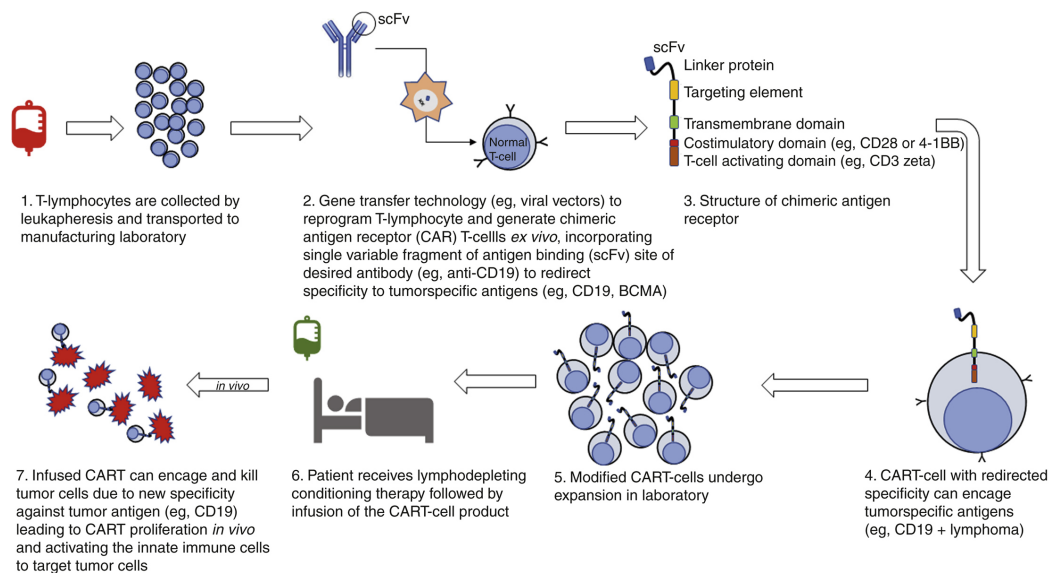 scFv
Normal
T-cell
scFv
Linker protein
Targeting element
Transmembrane domain
Costimulatory domain (eg, CD28 or 4-1BB)
T-cell activating domain (eg, CD3 zeta)
1. T-lymphocytes are collected by
leukapheresis and transported to
manufacturing laboratory
2. Gene transfer technology (eg, viral vectors) to
reprogram T-lymphocyte and generate chimeric
antigen receptor (CAR) T-cellls ex vivo, incorporating
single variable fragment of antigen binding (scFv) site of
desired antibody (eg, anti-CD19) to redirect
specificity to tumorspecific antigens (eg, CD19, BCMA)
3. Structure of chimeric antigen
receptor
4. CART-cell with redirected
specificity can encage
tumorspecific antigens
(eg, CD19 + lymphoma)
5. Modified CART-cells undergo
expansion in laboratory
6. Patient receives lymphodepleting
conditioning therapy followed by
infusion of the CART-cell product
in vivo
7. Infused CART can encage and kill
tumor cells due to new specificity
against tumor antigen (eg, CD19)
leading to CART proliferation in vivo
and activating the innate immune cells
to target tumor cells